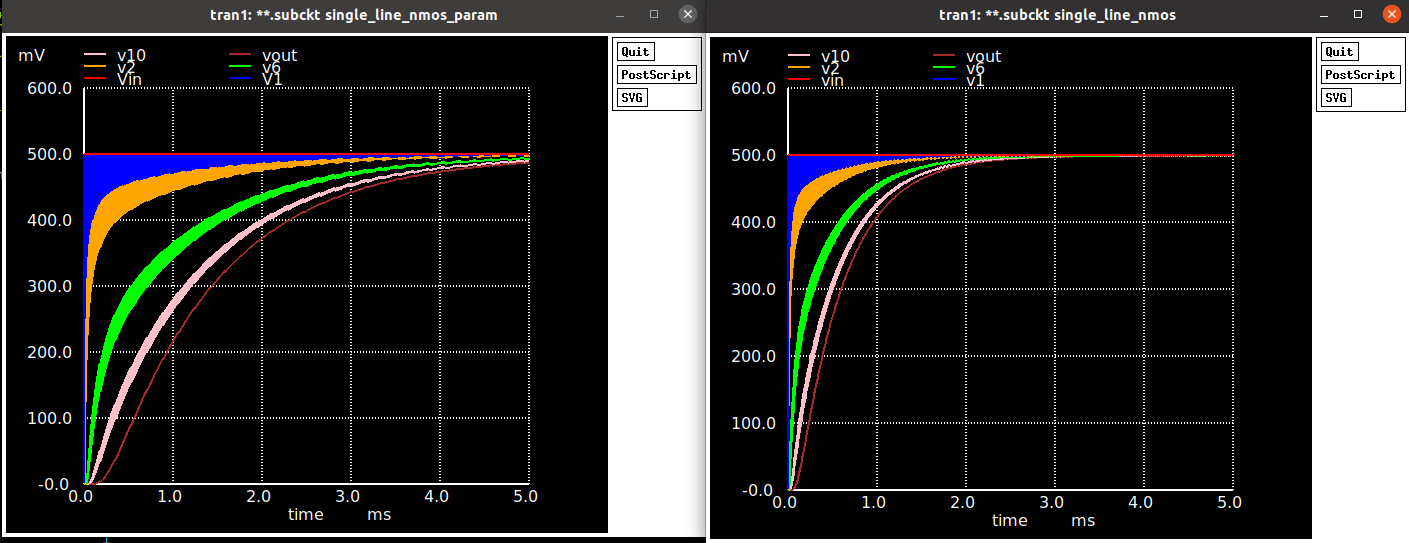 tran1: **.subckt single_line_nmos_param
mV
v10
vout
v2
v6
Vin
V1
600.0
500.0
400.0
300.0
200.0
100.0
-0.0
0.0 1.0 2.0 3.0 4.0 5.0
time ms
Quit
PostScript
SVG
tran1: **.subckt single_line_nmos
mV
v10
vout
v2
v6
vin
v1
600.0
500.0
400.0
300.0
200.0
100.0
-0.0
0.0 1.0 2.0 3.0 4.0 5.0
time ms
Quit
PostScript
SVG